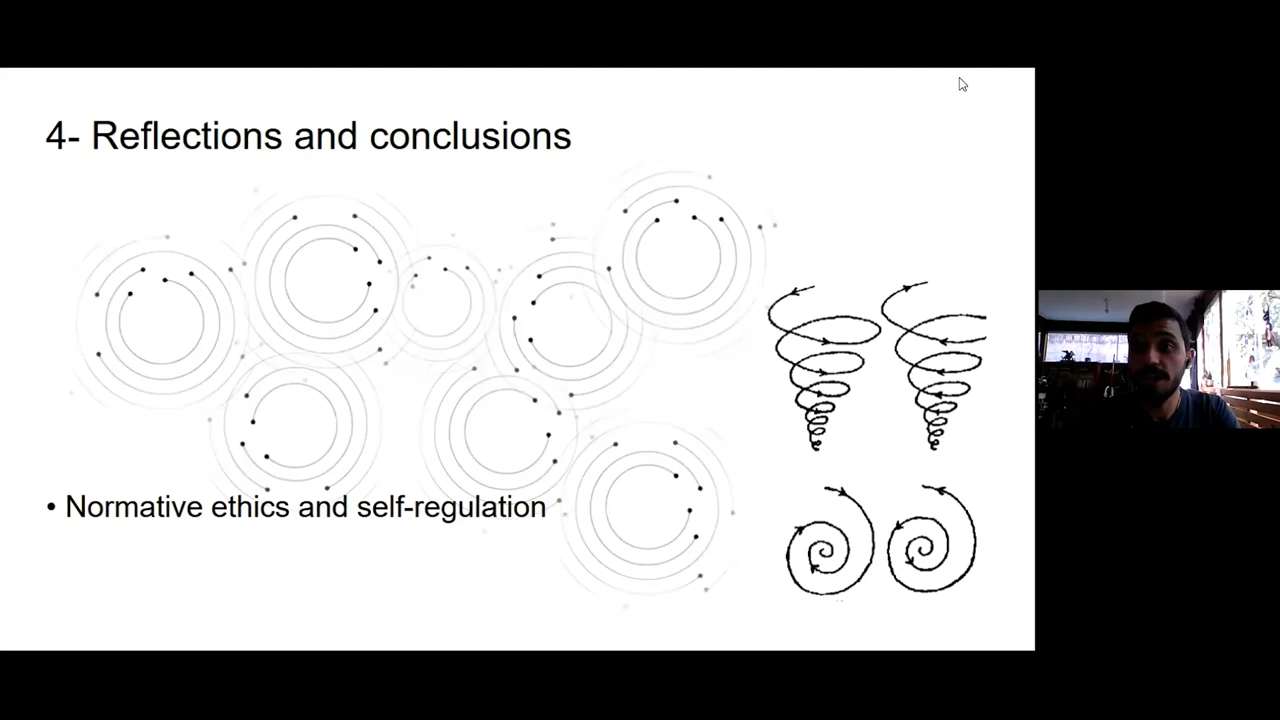 4- Reflections and conclusions
• Normative ethics and self-regulation